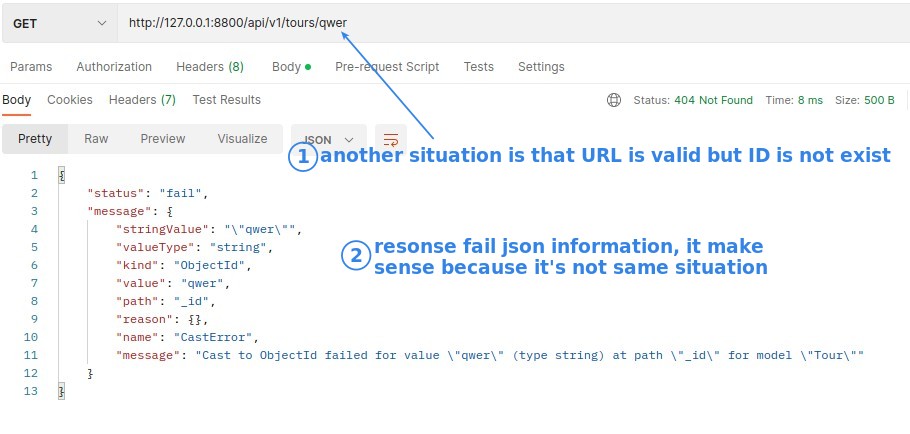 GET http://127.0.0.1:8800/api/v1/tours/qwer
Params Authorization Headers (8) Body Pre-request Script Tests Settings
Body Cookies Headers (7) Test Results Status: 404 Not Found Time: 8 ms Size: 500 B
Pretty Raw Preview Visualize JSON
1 another situation is that URL is valid but ID is not exist
1 {
2 "status": "fail",
3 "message": {
4 "stringValue": "\"qwer\"",
5 "valueType": "string",
6 "kind": "ObjectId",
7 "value": "qwer",
8 "path": "_id",
9 "reason": {},
10 "name": "CastError",
11 "message": "Cast to ObjectId failed for value \"qwer\" (type string) at path \"_id\" for model \"Tour\""
12 }
13 }
2 resonse fail json information, it make
sense because it's not same situation